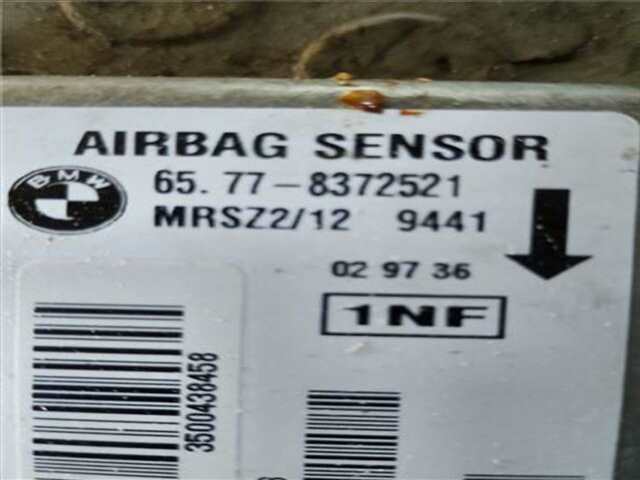 AIRBAG SENSOR
BMW
65.77-8372521
MRSZ2/12 9441
02 97 36
1NF
3500438458